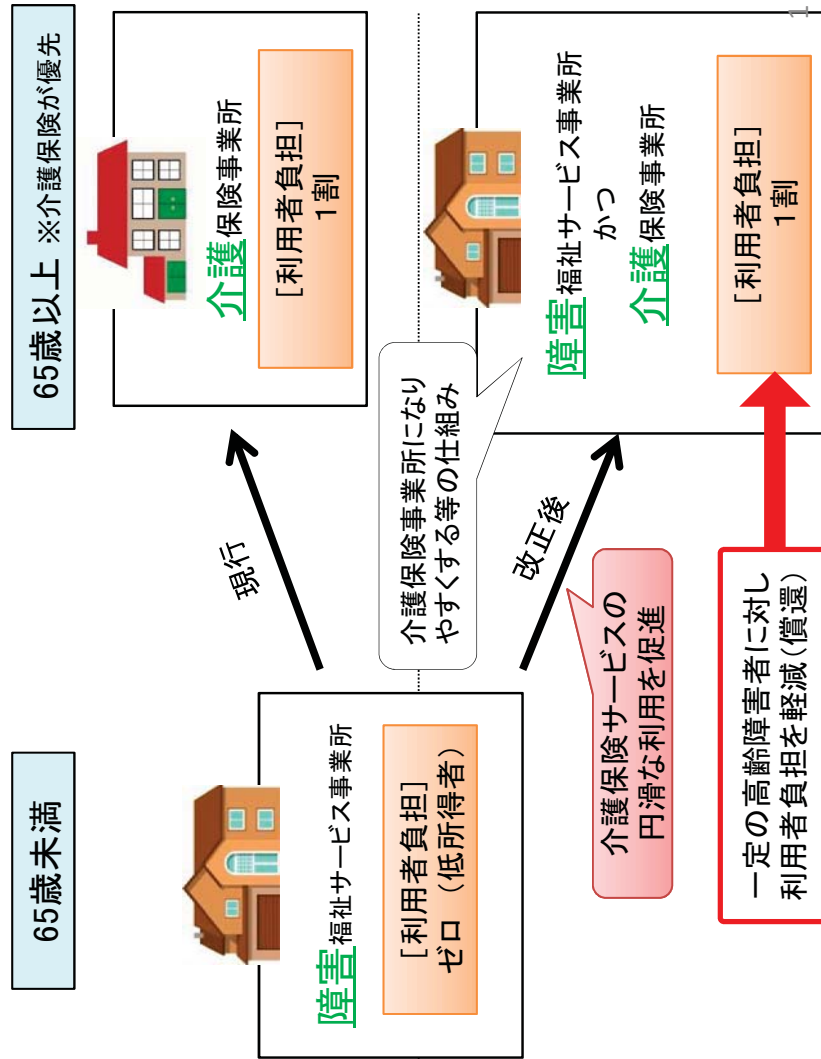 65歳未満
障害福祉サービス事業所
[利用者負担]
ゼロ（低所得者）
現行
介護保険事業所になり
やすくする等の仕組み
改正後
介護保険サービスの
円滑な利用を促進
一定の高齢障害者に対し
利用者負担を軽減（償還）
65歳以上 ※介護保険が優先
介護保険事業所
[利用者負担]
1割
障害福祉サービス事業所
かつ
介護保険事業所
[利用者負担]
1割
1